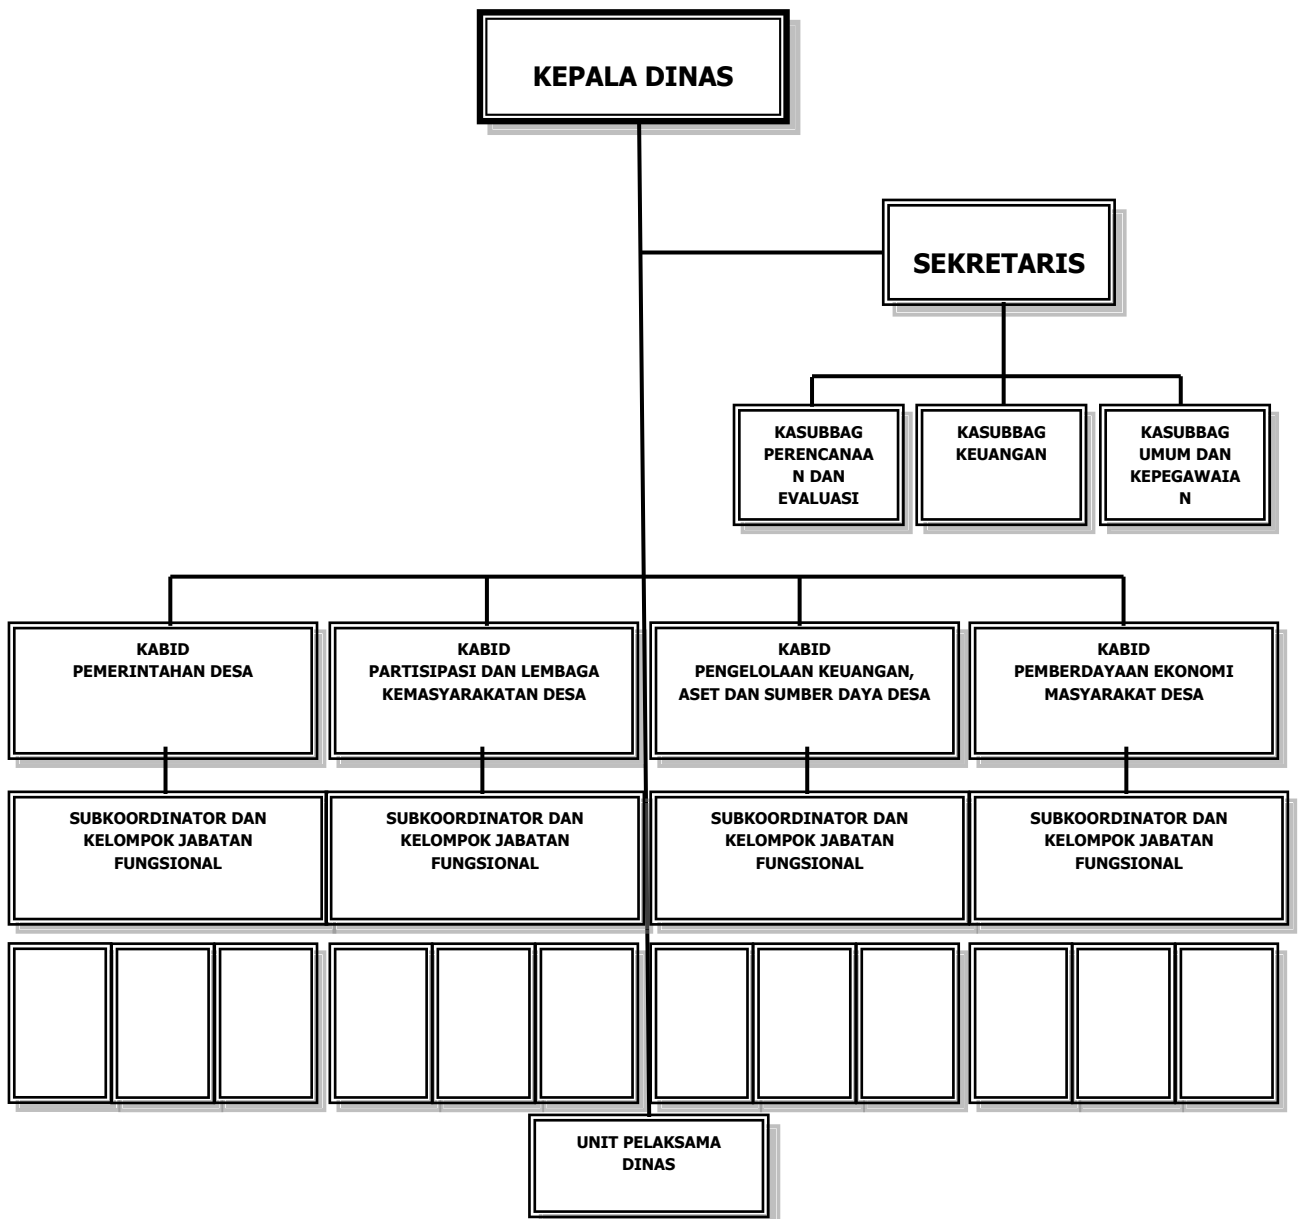 KEPALA DINAS
SEKRETARIS
KASUBBAG
PERENCANAA
N DAN
EVALUASI
KASUBBAG
KEUANGAN
KASUBBAG
UMUM DAN
KEPEGAWAIA
N
KABID
PEMERINTAHAN DESA
KABID
PARTISIPASI DAN LEMBAGA
KEMASYARAKATAN DESA
KABID
PENGELOLAAN KEUANGAN,
ASET DAN SUMBER DAYA DESA
KABID
PEMBERDAYAAN EKONOMI
MASYARAKAT DESA
SUBKOORDINATOR DAN
KELOMPOK JABATAN
FUNGSIONAL
SUBKOORDINATOR DAN
KELOMPOK JABATAN
FUNGSIONAL
SUBKOORDINATOR DAN
KELOMPOK JABATAN
FUNGSIONAL
SUBKOORDINATOR DAN
KELOMPOK JABATAN
FUNGSIONAL
UNIT PELAKSAMA
DINAS